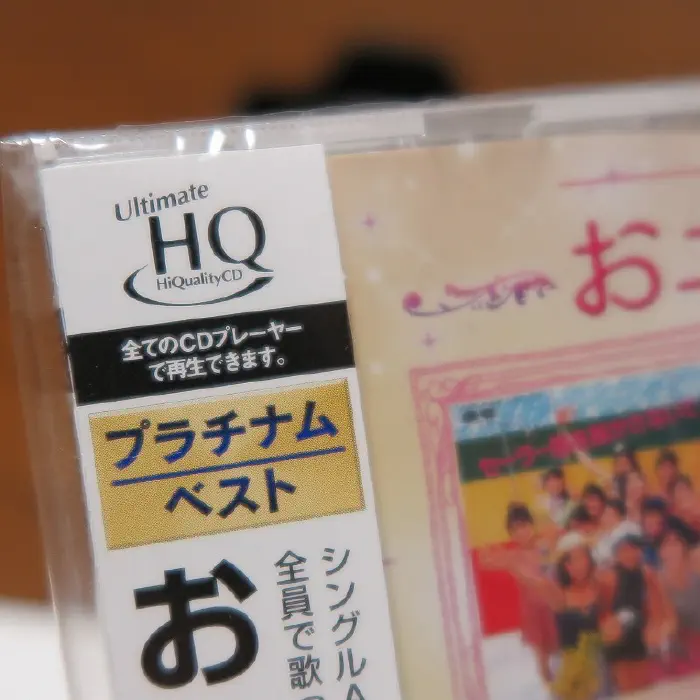 Ultimate
HQ
HiQualityCD
全てのCDプレーヤー
で再生できます。
プラチナム
ベスト
お
シングルA
全員で歌
お